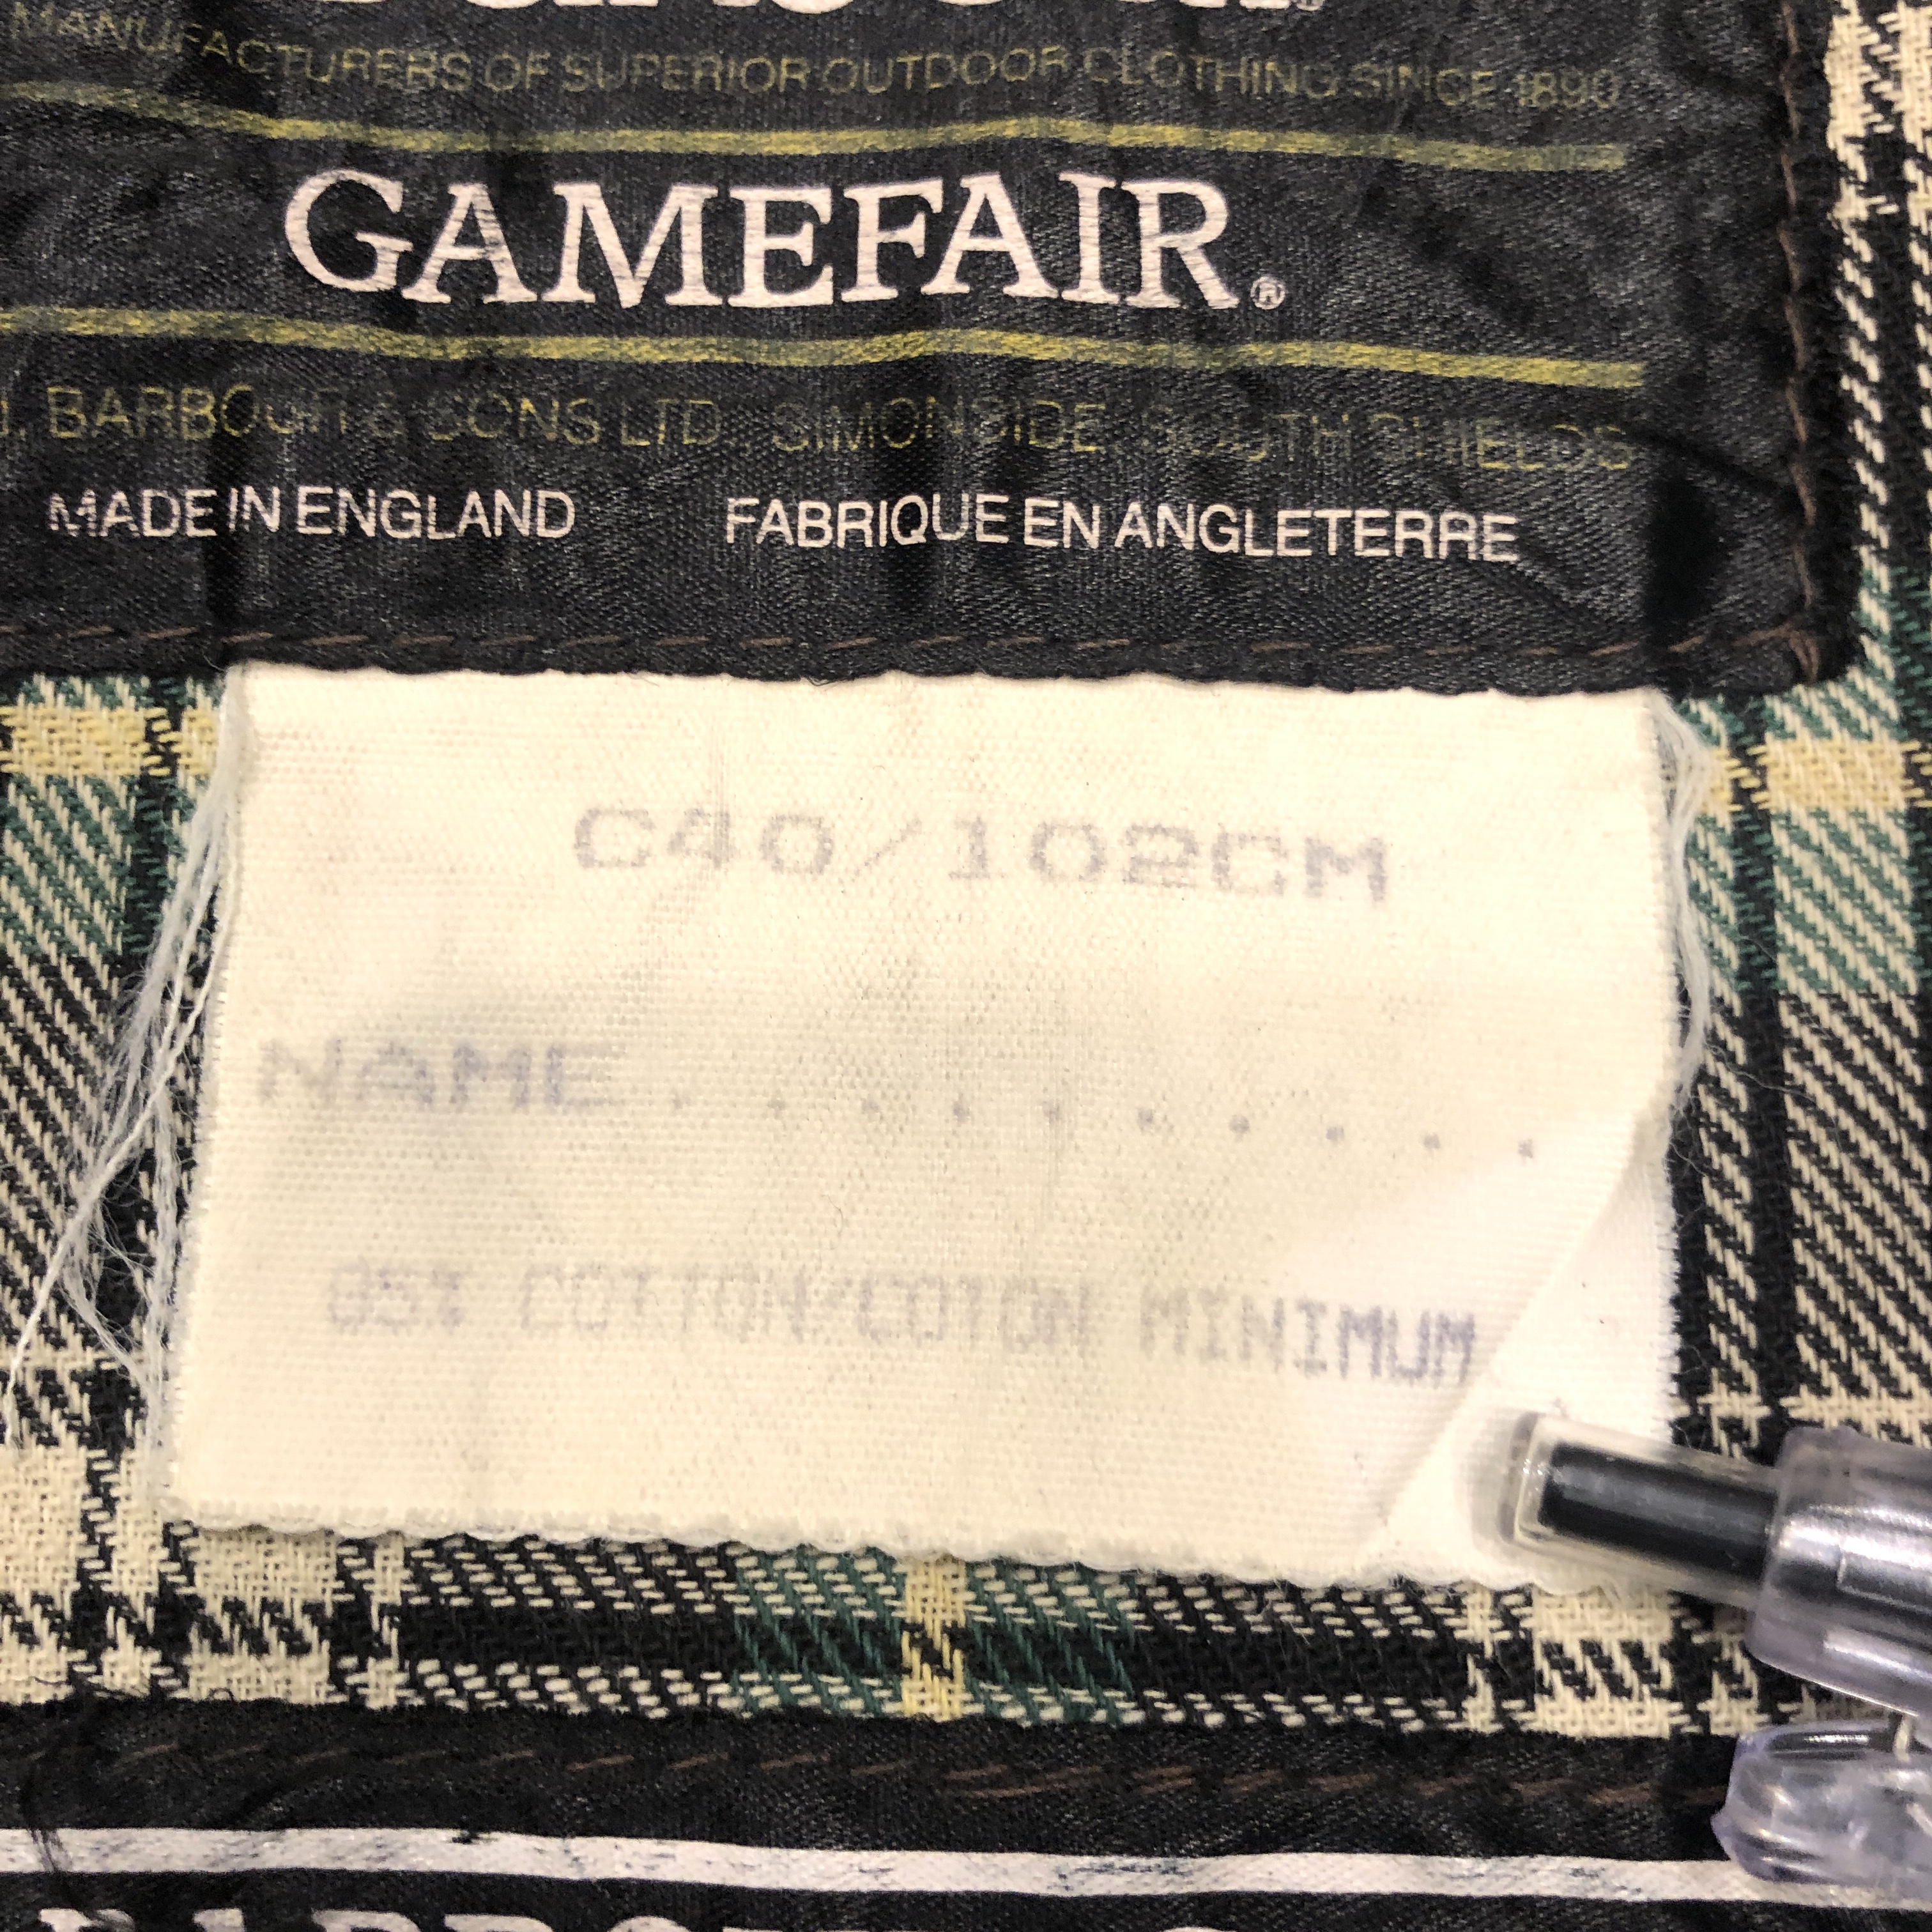 MANUFACTURERS OF SUPERIOR OUTDOOR CLOTHING SINCE 1890
GAMEFAIR®
J. BARBOUR & SONS LTD., SIMONSIDE, SOUTH SHIELDS
MADE IN ENGLAND FABRIQUE EN ANGLETERRE
C40/102CM
NAME..........
85% COTTON/COTON MINIMUM